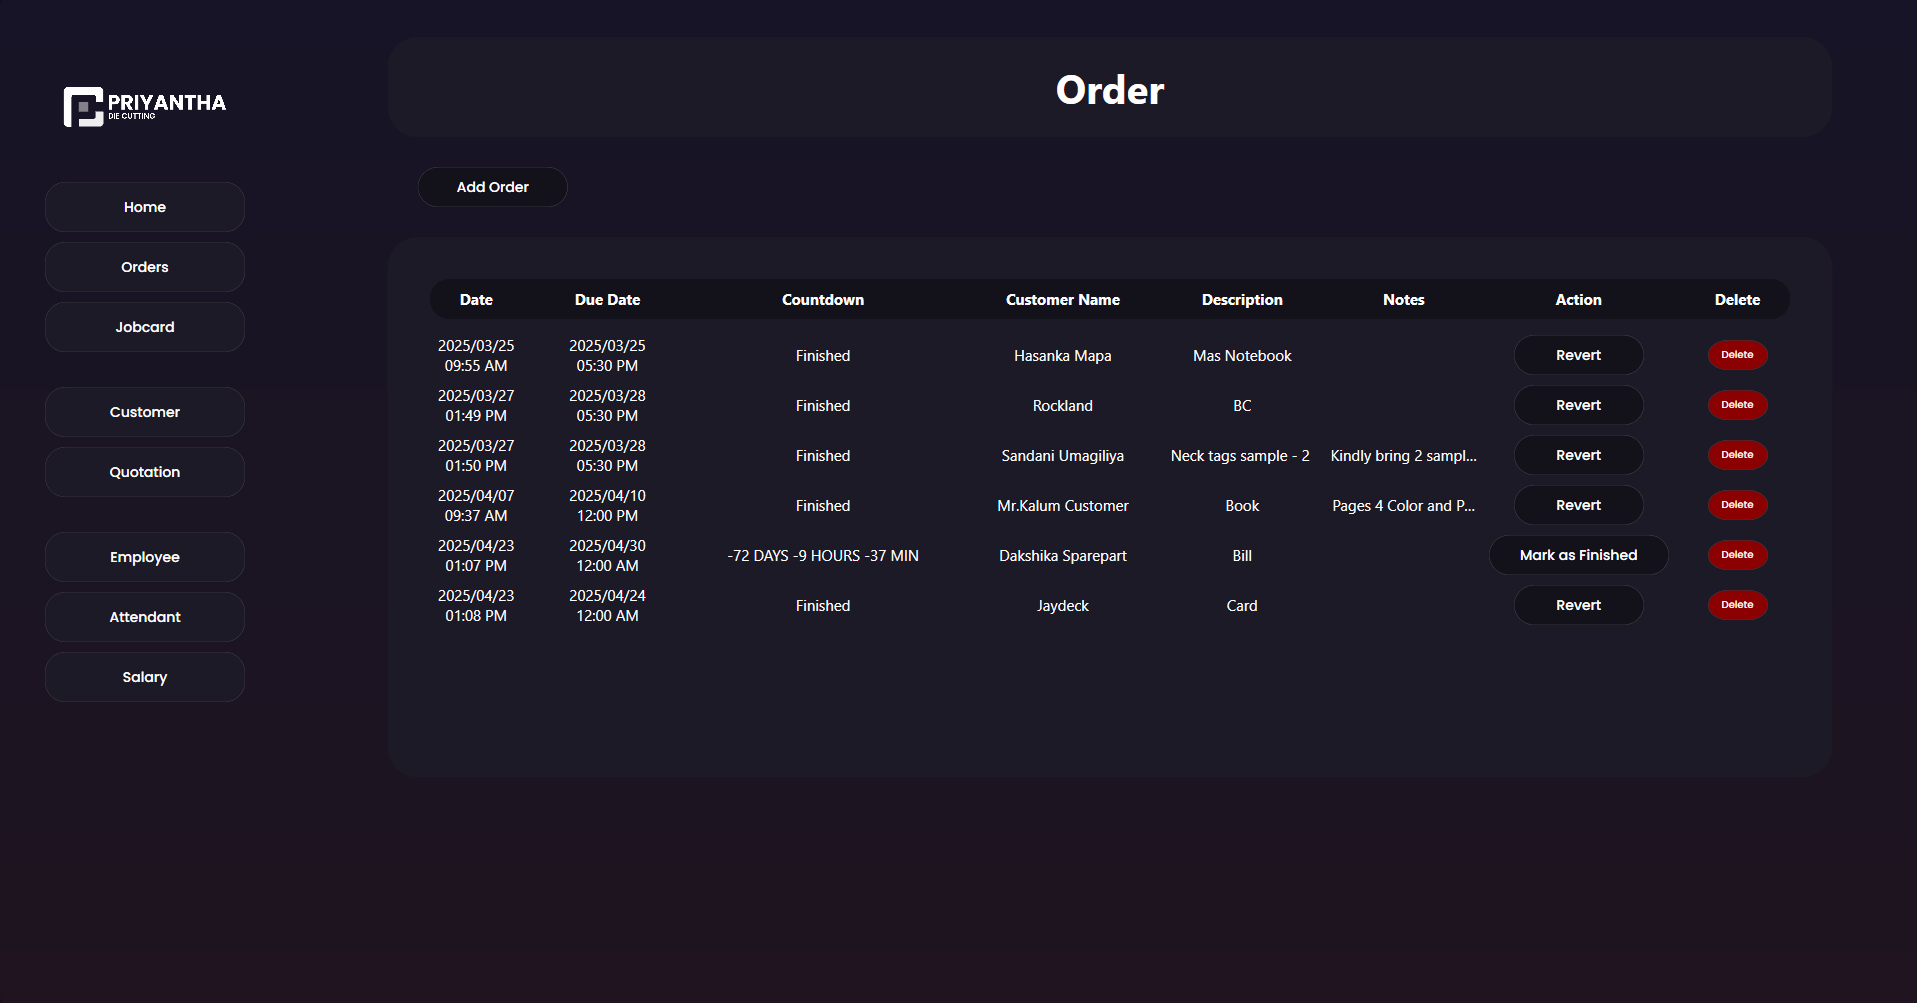 PRIYANTHA
DIE CUTTING
Home
Orders
Jobcard
Customer
Quotation
Employee
Attendant
Salary
Order
Add Order
Date Due Date Countdown Customer Name Description Notes Action Delete
2025/03/25 09:55 AM 2025/03/25 05:30 PM Finished Hasanka Mapa Mas Notebook Revert Delete
2025/03/27 01:49 PM 2025/03/28 05:30 PM Finished Rockland BC Revert Delete
2025/03/27 01:50 PM 2025/03/28 05:30 PM Finished Sandani Umagiliya Neck tags sample - 2 Kindly bring 2 sampl... Revert Delete
2025/04/07 09:37 AM 2025/04/10 12:00 PM Finished Mr.Kalum Customer Book Pages 4 Color and P... Revert Delete
2025/04/23 01:07 PM 2025/04/30 12:00 AM -72 DAYS -9 HOURS -37 MIN Dakshika Sparepart Bill Mark as Finished Delete
2025/04/23 01:08 PM 2025/04/24 12:00 AM Finished Jaydeck Card Revert Delete